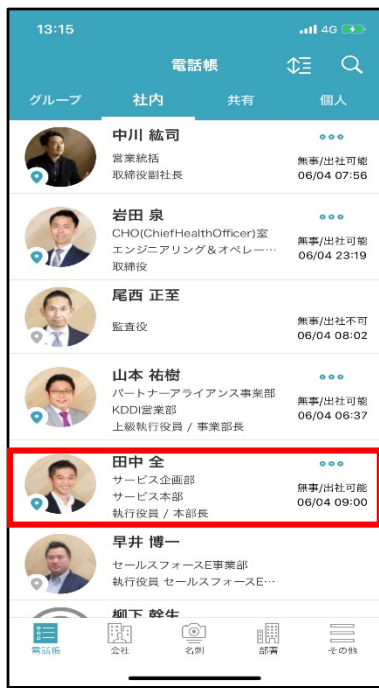 13:15
4G
電話帳
グループ 社内 共有 個人
中川 紘司
営業統括
取締役副社長
無事/出社可能
06/04 07:56
岩田 泉
CHO(ChiefHealthOfficer)室
エンジニアリング&オペレー…
取締役
無事/出社可能
06/04 23:19
尾西 正至
監査役
無事/出社不可
06/04 08:02
山本 祐樹
パートナーアライアンス事業部
KDDI営業部
上級執行役員 / 事業部長
無事/出社可能
06/04 06:37
田中 全
サービス企画部
サービス本部
執行役員 / 本部長
無事/出社可能
06/04 09:00
早井 博一
セールスフォースE事業部
執行役員 セールスフォースE…
柳下 幹生
電話帳 会社 名刺 部署 その他